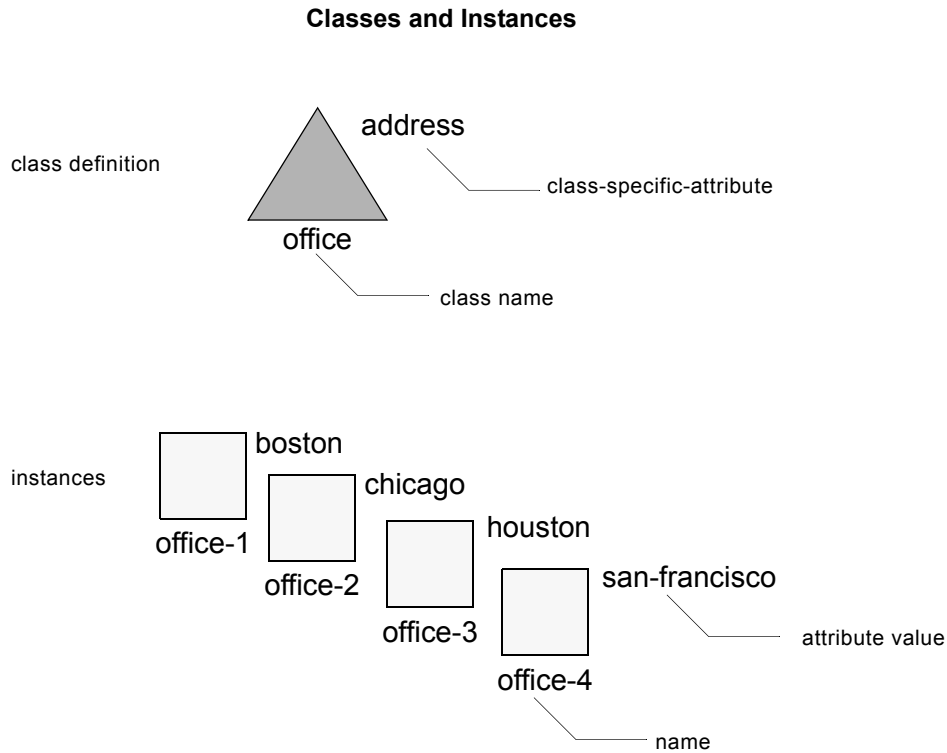 Classes and Instances
address
class definition
class-specific-attribute
office
class name
boston
instances
chicago
houston
office-1
office-2
san-francisco
office-3
attribute value
office-4
name